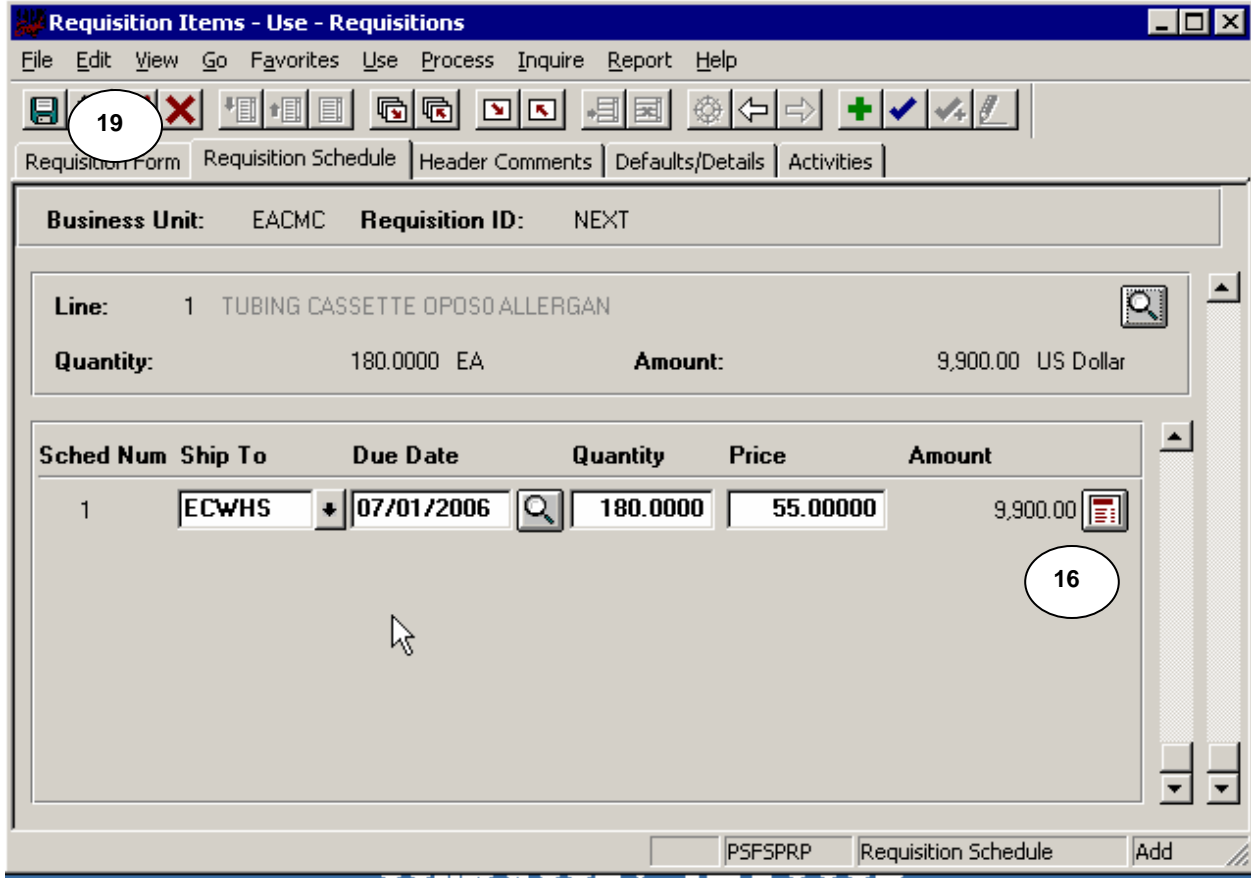 Requisition Items - Use - Requisitions
File Edit View Go Favorites Use Process Inquire Report Help
19
Requisition Form Requisition Schedule Header Comments Defaults/Details Activities
Business Unit: EACMC Requisition ID: NEXT
Line: 1 TUBING CASSETTE OPOS0 ALLERGAN
Quantity: 180.0000 EA Amount: 9,900.00 US Dollar
Sched Num Ship To Due Date Quantity Price Amount
1 ECWHS 07/01/2006 180.0000 55.00000 9,900.00
16
PSFSPRP Requisition Schedule Add